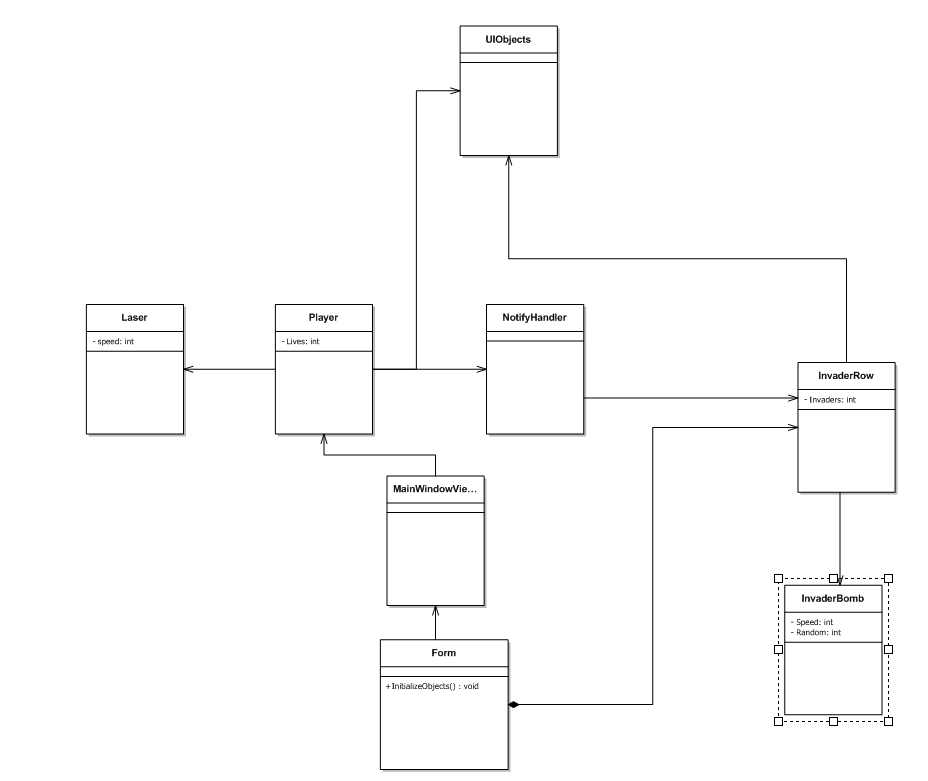 UIObjects
Laser
- speed: int
Player
- Lives: int
NotifyHandler
InvaderRow
- Invaders: int
MainWindowVie...
InvaderBomb
- Speed: int
- Random: int
Form
+InitializeObjects() : void